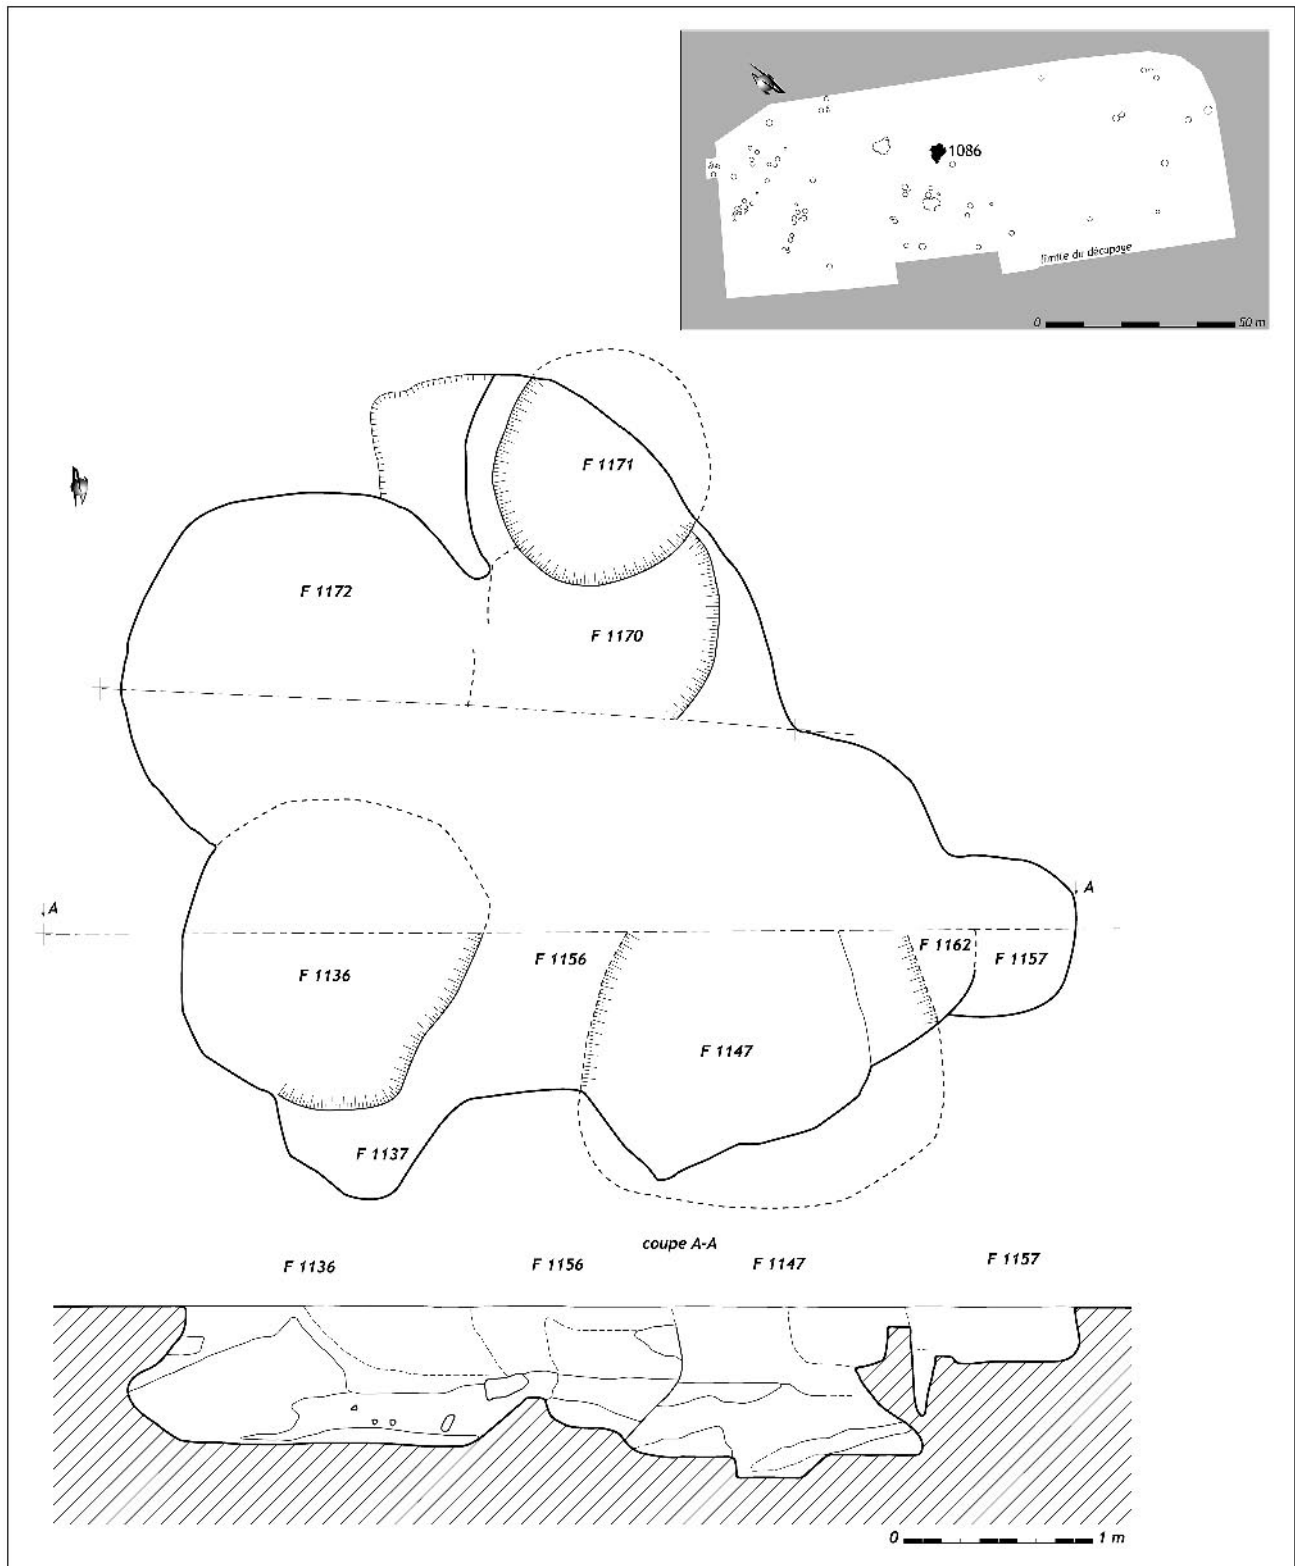 1086
limite du décapage
0 50 m
F 1171
F 1172
F 1170
A
A
F 1162
F 1156
F 1157
F 1136
F 1147
F 1137
coupe A-A
F 1136
F 1156
F 1147
F 1157
0 1 m